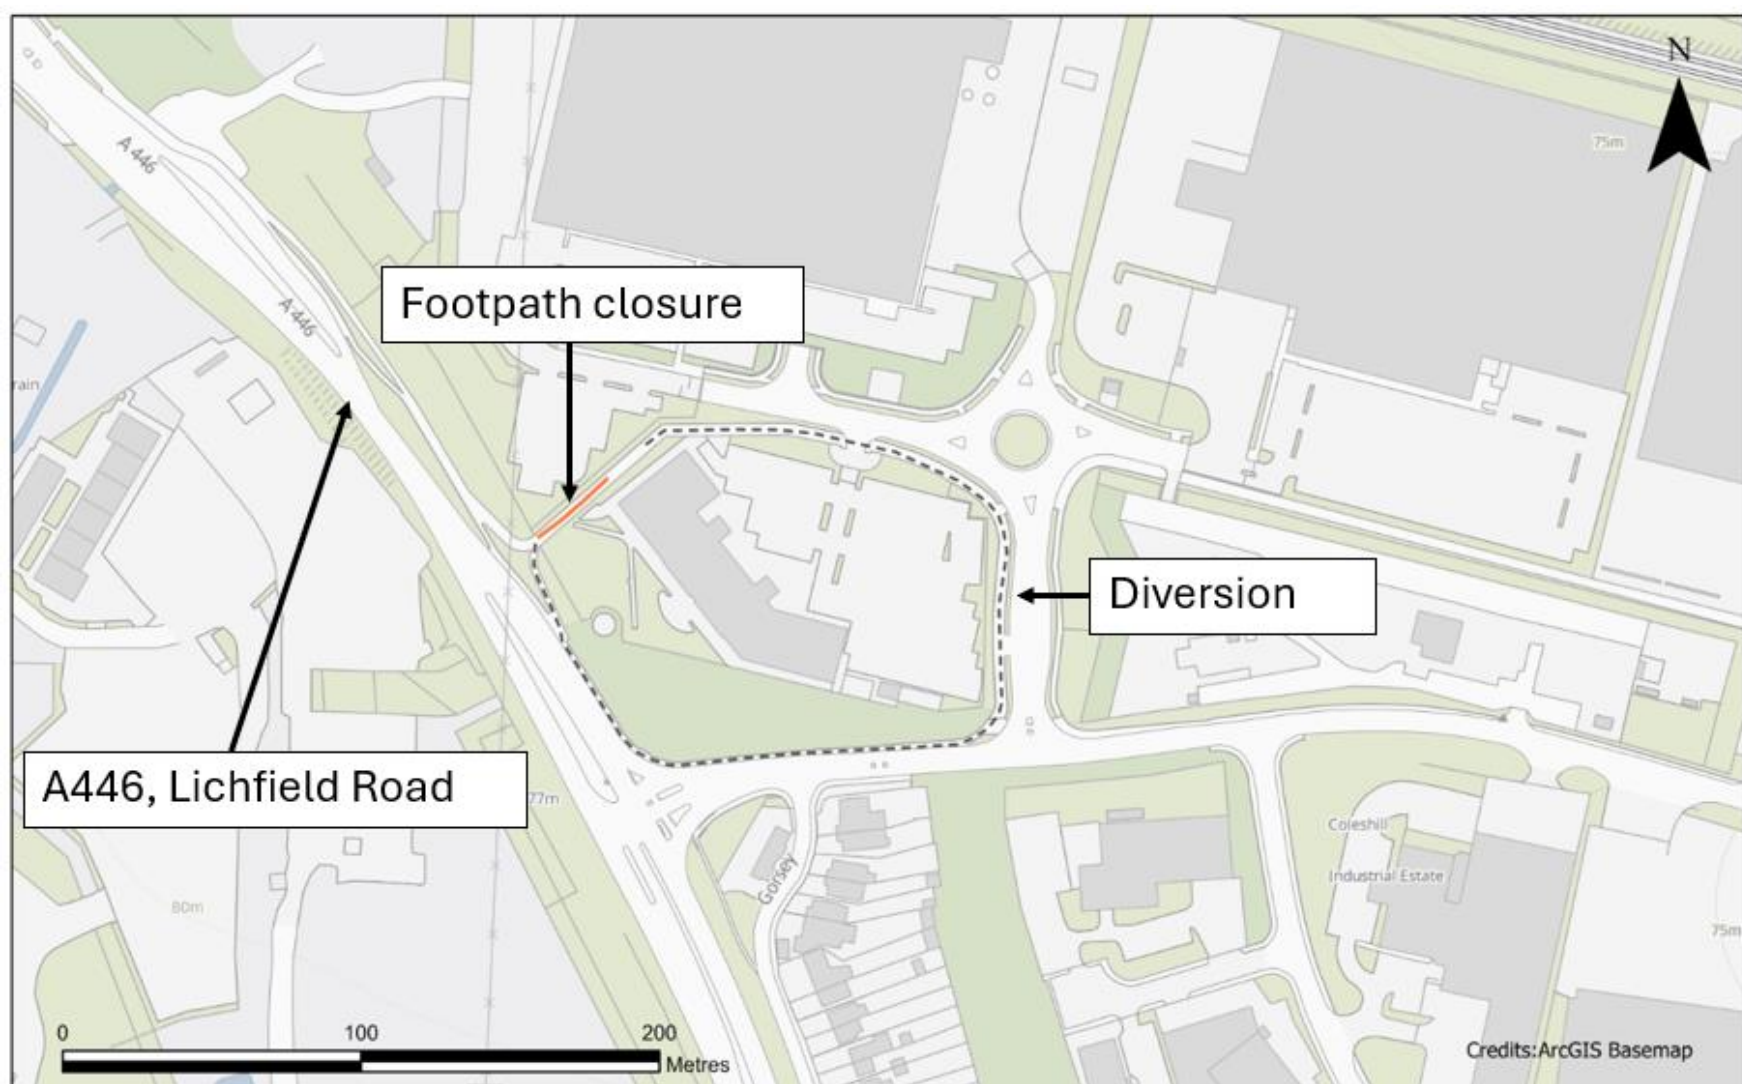 N
75m
A 446
Footpath closure
A 446
rain
Diversion
A446, Lichfield Road
77m
Coleshill
Gorsey
Industrial Estate
80m
75m
0 100 200
Metres
Credits:ArcGIS Basemap